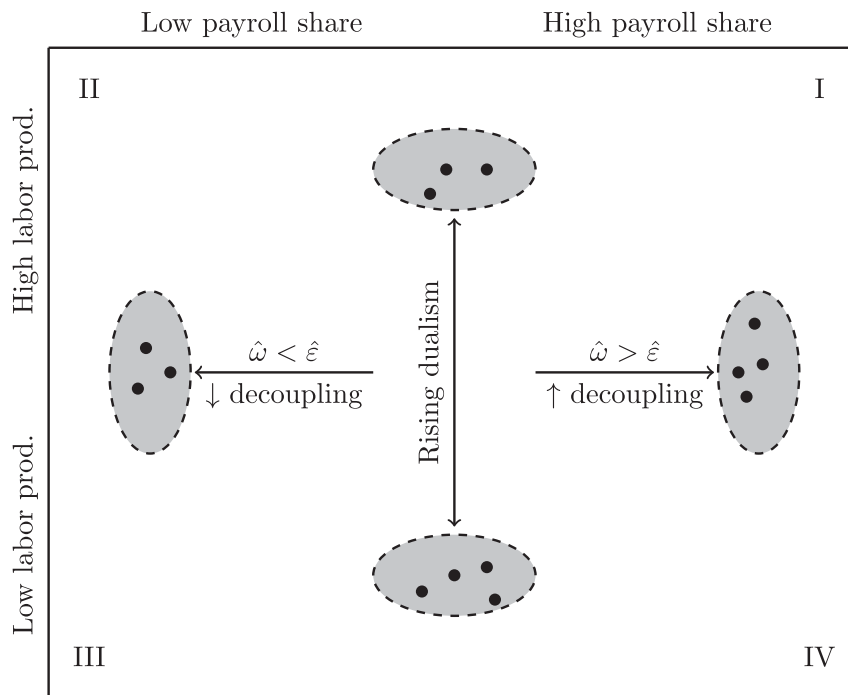 Low payroll share
High payroll share
II
I
High labor prod.
Low labor prod.
ω̂ < ε̂
↓ decoupling
Rising dualism
ω̂ > ε̂
↑ decoupling
III
IV